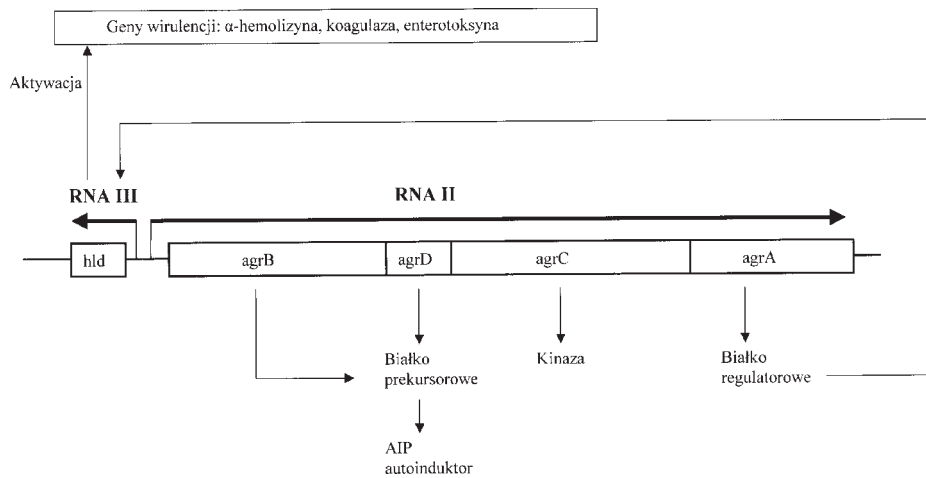 Geny wirulencji: α-hemolizyna, koagulaza, enterotoksyna
Aktywacja
RNA III
RNA II
hld
agrB
agrD
agrC
agrA
Białko
prekursorowe
Kinaza
Białko
regulatorowe
AIP
autoinduktor